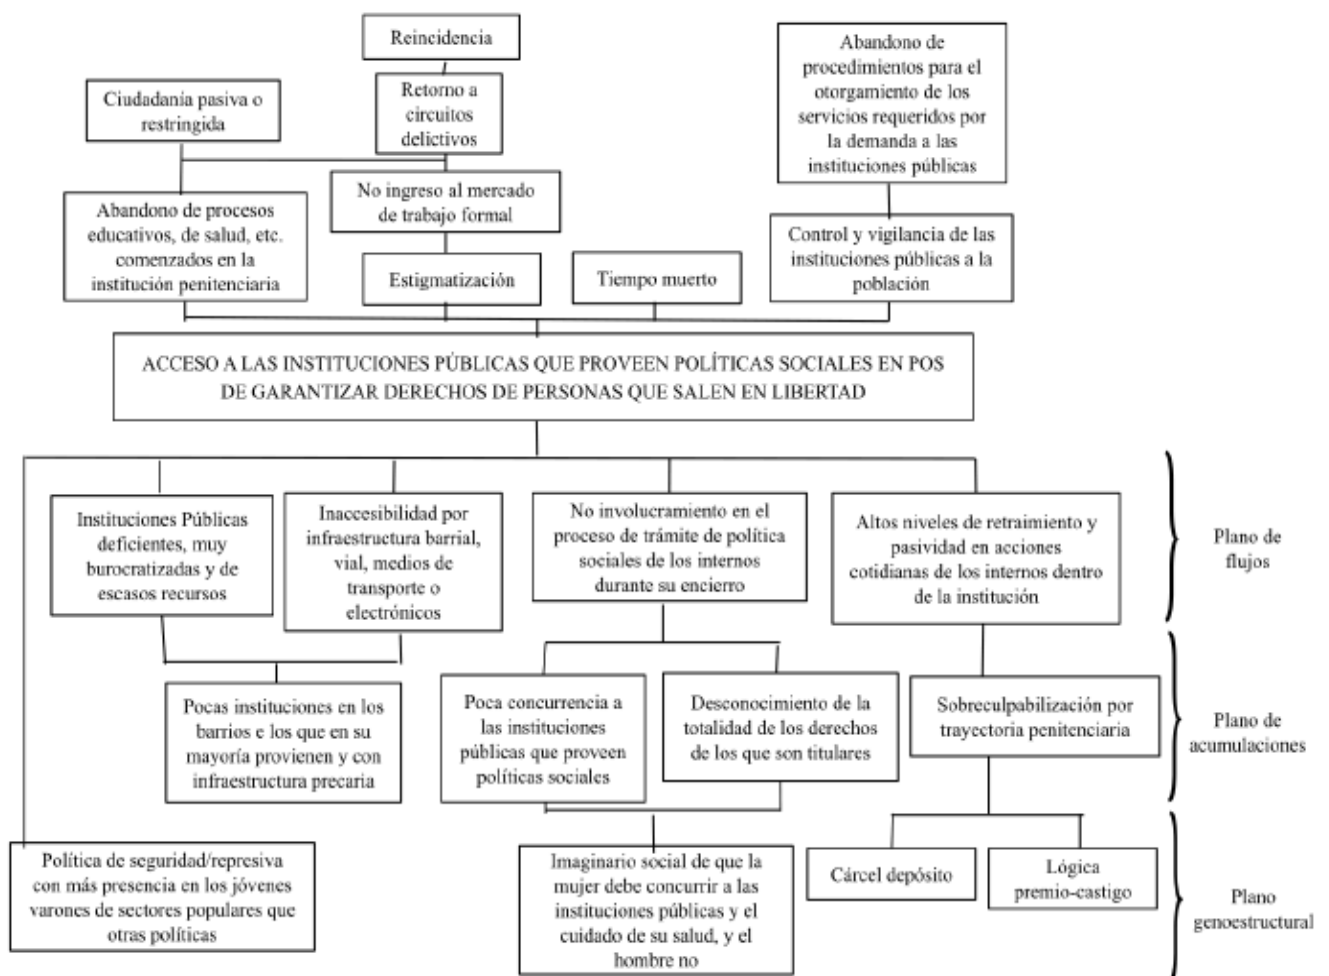 Reincidencia
Abandono de
procedimientos para el
otorgamiento de los
servicios requeridos por
la demanda a las
instituciones públicas
Ciudadanía pasiva o
restringida
Retorno a
circuitos
delictivos
Abandono de procesos
educativos, de salud, etc.
comenzados en la
institución penitenciaria
No ingreso al mercado
de trabajo formal
Control y vigilancia de las
instituciones públicas a la
población
Estigmatización
Tiempo muerto
ACCESO A LAS INSTITUCIONES PÚBLICAS QUE PROVEEN POLÍTICAS SOCIALES EN POS
DE GARANTIZAR DERECHOS DE PERSONAS QUE SALEN EN LIBERTAD
Instituciones Públicas
deficientes, muy
burocratizadas y de
escasos recursos
Inaccesibilidad por
infraestructura barrial,
vial, medios de
transporte o
electrónicos
No involucramiento en el
proceso de trámite de política
sociales de los internos
durante su encierro
Altos niveles de retraimiento y
pasividad en acciones
cotidianas de los internos dentro
de la institución
Plano de
flujos
Pocas instituciones en los
barrios e los que en su
mayoría provienen y con
infraestructura precaria
Poca concurrencia a
las instituciones
públicas que proveen
políticas sociales
Desconocimiento de la
totalidad de los derechos
de los que son titulares
Sobreculpabilización por
trayectoria penitenciaria
Plano de
acumulaciones
Política de seguridad/represiva
con más presencia en los jóvenes
varones de sectores populares que
otras políticas
Imaginario social de que la
mujer debe concurrir a las
instituciones públicas y el
cuidado de su salud, y el
hombre no
Cárcel depósito
Lógica
premio-castigo
Plano
genoestructural